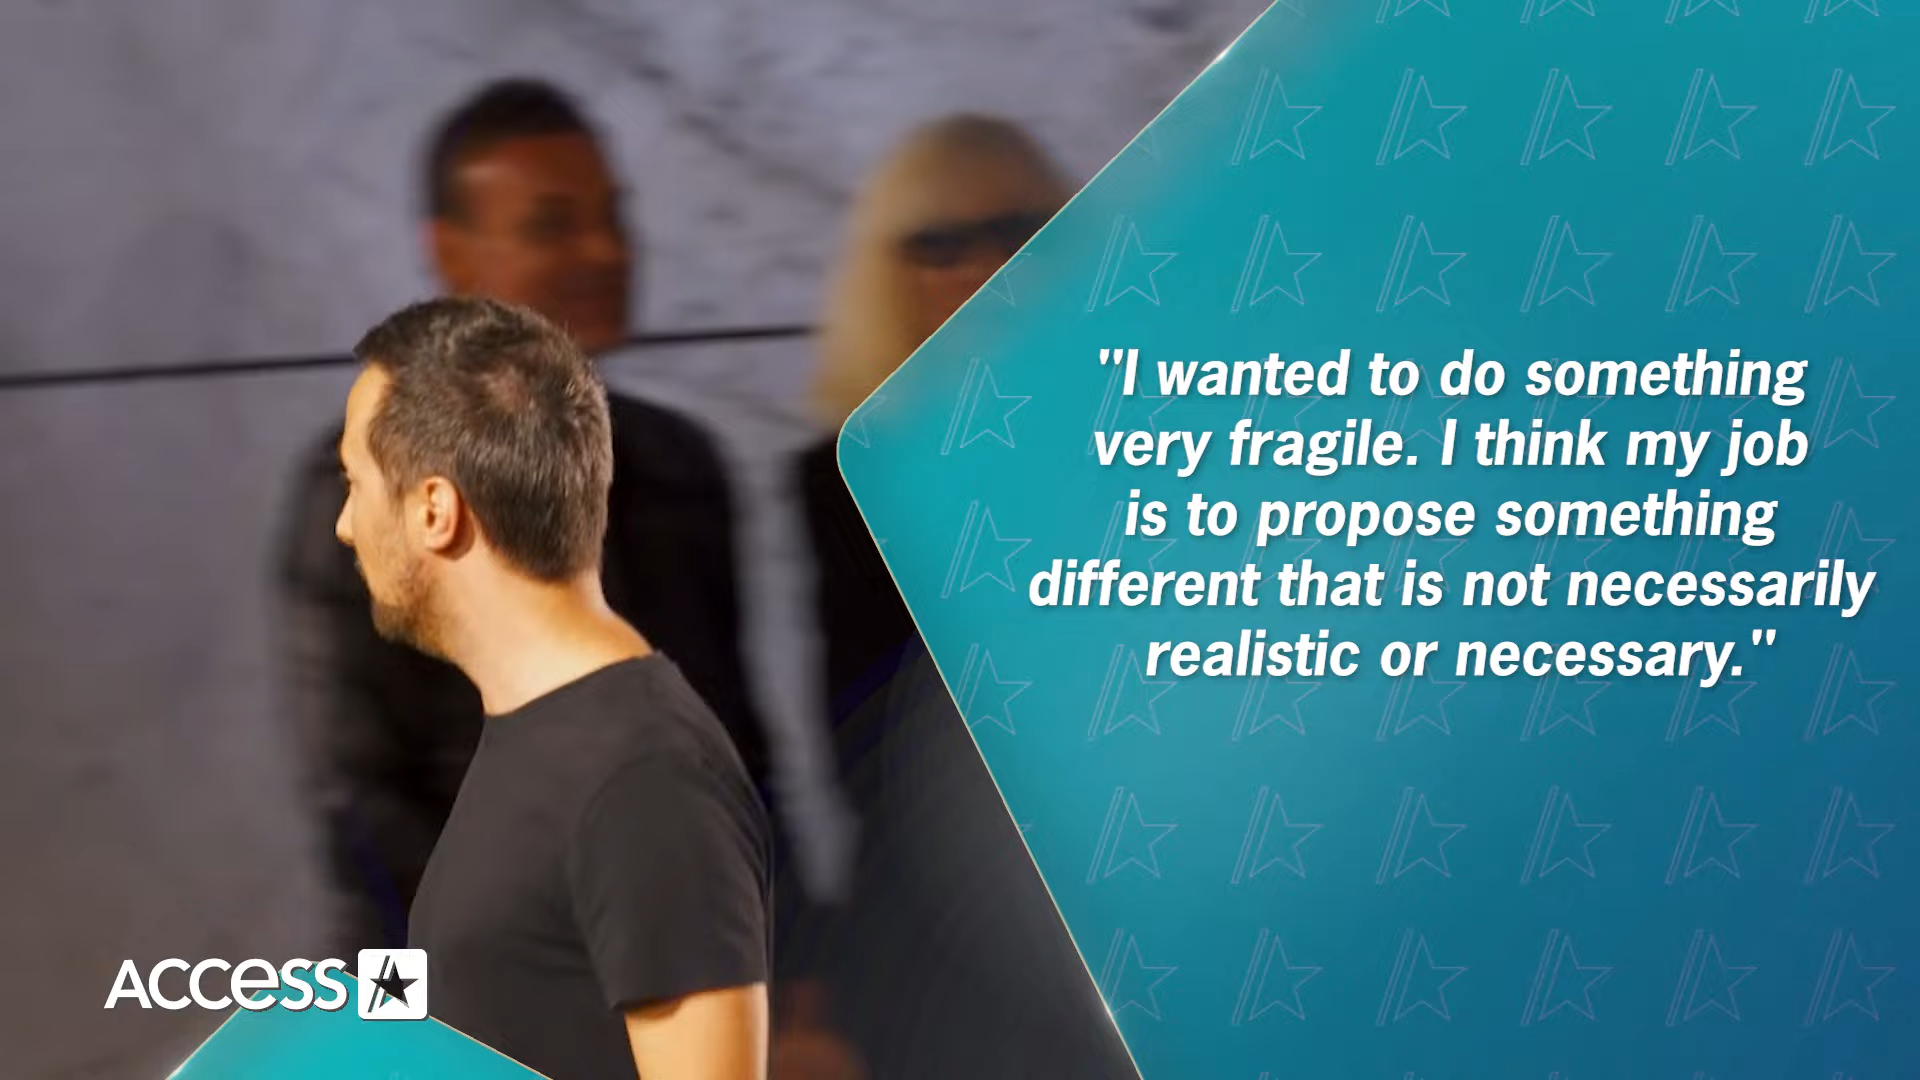 "I wanted to do something
very fragile. I think my job
is to propose something
different that is not necessarily
realistic or necessary."
access